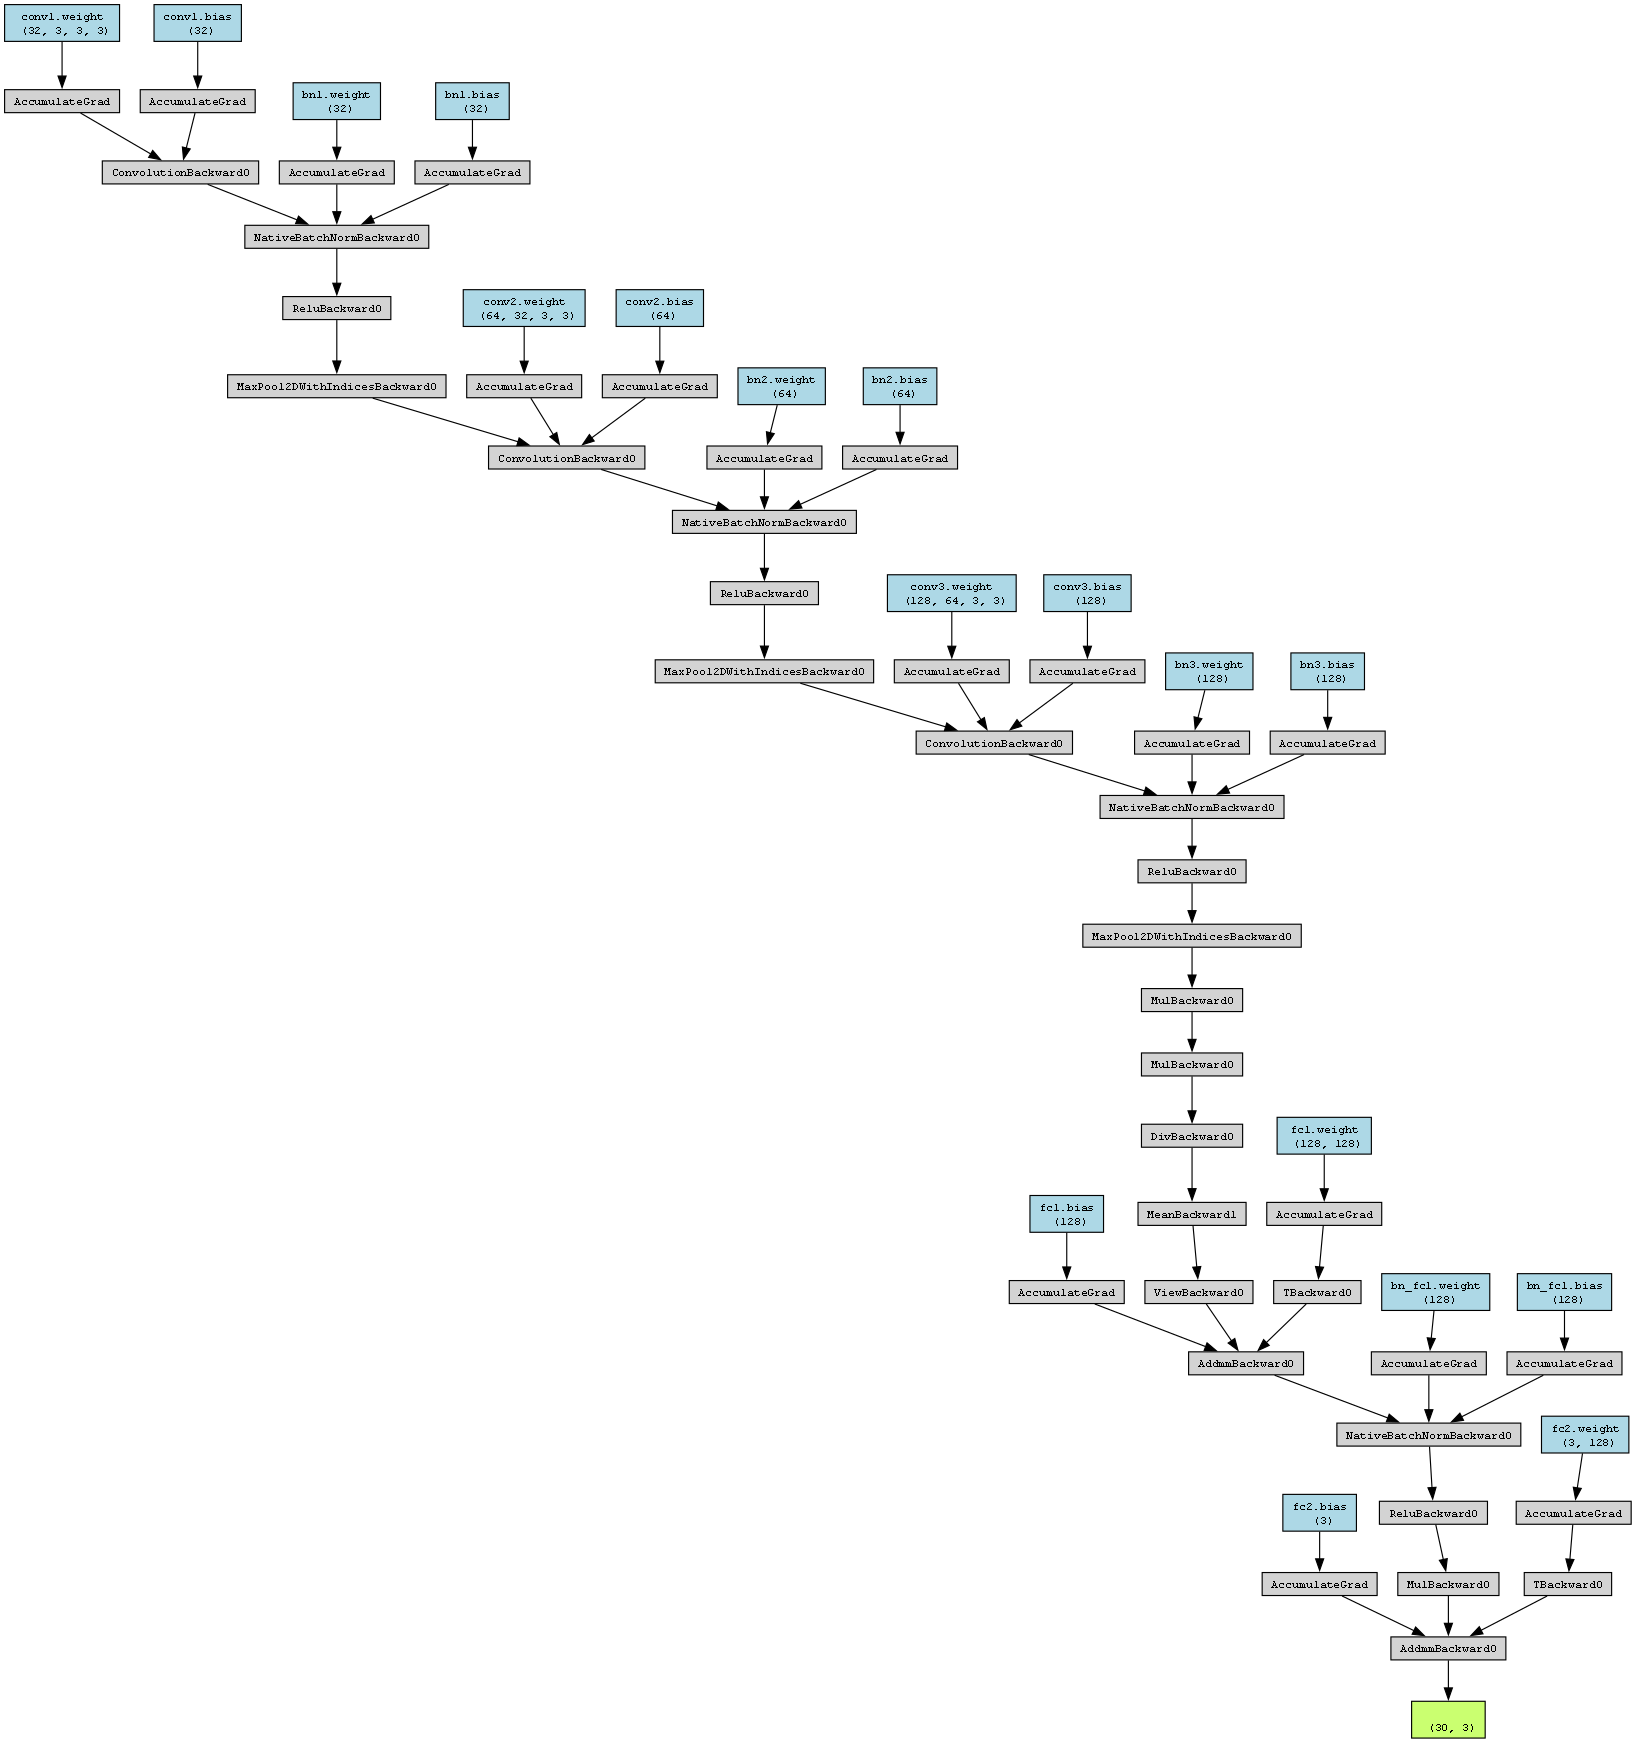 conv1.weight
(32, 3, 3, 3)
conv1.bias
(32)
AccumulateGrad
AccumulateGrad
bn1.weight
(32)
bn1.bias
(32)
ConvolutionBackward0
AccumulateGrad
AccumulateGrad
NativeBatchNormBackward0
ReluBackward0
conv2.weight
(64, 32, 3, 3)
conv2.bias
(64)
MaxPool2DWithIndicesBackward0
AccumulateGrad
AccumulateGrad
bn2.weight
(64)
bn2.bias
(64)
ConvolutionBackward0
AccumulateGrad
AccumulateGrad
NativeBatchNormBackward0
ReluBackward0
conv3.weight
(128, 64, 3, 3)
conv3.bias
(128)
MaxPool2DWithIndicesBackward0
AccumulateGrad
AccumulateGrad
bn3.weight
(128)
bn3.bias
(128)
ConvolutionBackward0
AccumulateGrad
AccumulateGrad
NativeBatchNormBackward0
ReluBackward0
MaxPool2DWithIndicesBackward0
MulBackward0
MulBackward0
DivBackward0
fc1.weight
(128, 128)
fc1.bias
(128)
MeanBackward1
AccumulateGrad
AccumulateGrad
ViewBackward0
TBackward0
bn_fc1.weight
(128)
bn_fc1.bias
(128)
AddmmBackward0
AccumulateGrad
AccumulateGrad
NativeBatchNormBackward0
fc2.weight
(3, 128)
fc2.bias
(3)
ReluBackward0
AccumulateGrad
AccumulateGrad
MulBackward0
TBackward0
AddmmBackward0
(30, 3)